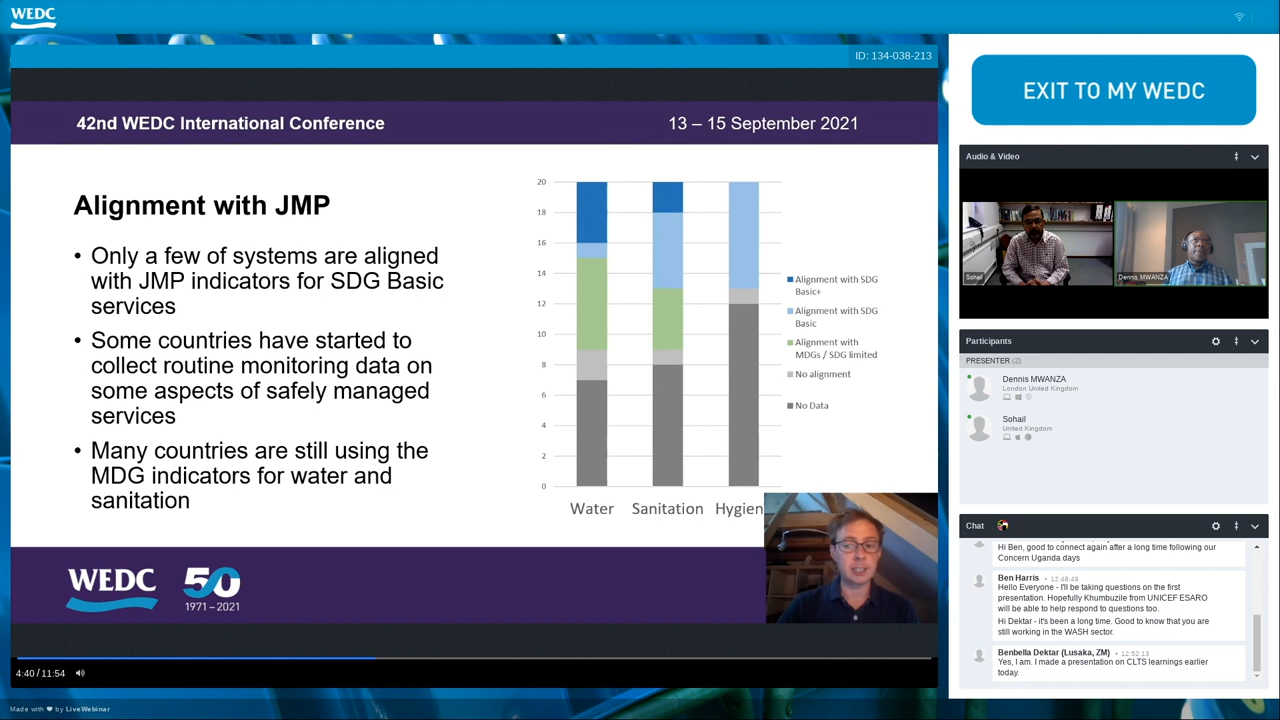 WEDC
ID: 134-038-213
42nd WEDC International Conference
13 – 15 September 2021
Alignment with JMP
• Only a few of systems are aligned
with JMP indicators for SDG Basic
services
• Some countries have started to
collect routine monitoring data on
some aspects of safely managed
services
• Many countries are still using the
MDG indicators for water and
sanitation
20
18
16
14
12
10
8
6
4
2
0
Water
Sanitation
Hygien
Alignment with SDG
Basic+
Alignment with SDG
Basic
Alignment with
MDGs / SDG limited
No alignment
No Data
WEDC
50
1971 – 2021
4:40 / 11:54
Made with ❤ by LiveWebinar
EXIT TO MY WEDC
Audio & Video
Sohail
Dennis MWANZA
Participants
PRESENTER (2)
Dennis MWANZA
London United Kingdom
Sohail
United Kingdom
Chat
Hi Ben, good to connect again after a long time following our
Concern Uganda days
Ben Harris • 12:48:49
Hello Everyone - I'll be taking questions on the first
presentation. Hopefully Khumbuzile from UNICEF ESARO
will be able to help respond to questions too.
Hi Dektar - it's been a long time. Good to know that you are
still working in the WASH sector.
Benbella Dektar (Lusaka, ZM) • 12:52:13
Yes, I am. I made a presentation on CLTS learnings earlier
today.